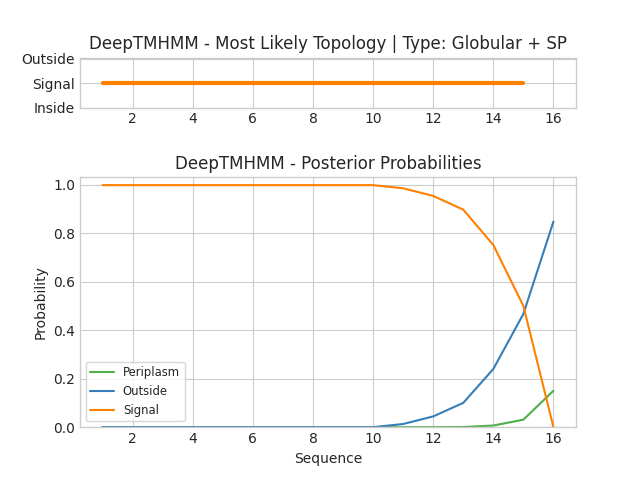 DeepTMHMM - Most Likely Topology | Type: Globular + SP
Outside
Signal
Inside
2 4 6 8 10 12 14 16
DeepTMHMM - Posterior Probabilities
1.0
0.8
0.6
0.4
0.2
0.0
Probability
Periplasm
Outside
Signal
2 4 6 8 10 12 14 16
Sequence